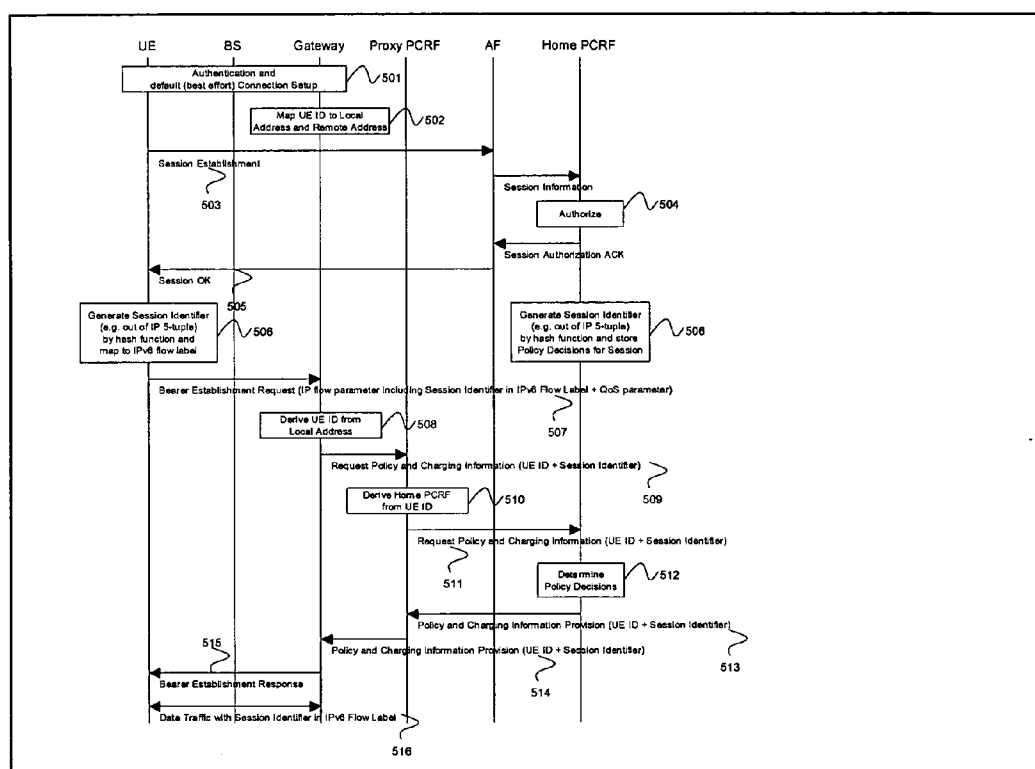 UE BS Gateway Proxy PCRF AF Home PCRF
Authentication and
default (best effort) Connection Setup
501
Map UE ID to Local
Address and Remote Address
502
Session Establishment
503
Session Information
Authorize
504
Session Authorization ACK
Session OK
505
Generate Session Identifier
(e.g. out of IP 5-tuple)
by hash function and
map to IPv6 flow label
506
Generate Session Identifier
(e.g. out of IP 5-tuple)
by hash function and store
Policy Decisions for Session
506
Bearer Establishment Request (IP flow parameter including Session Identifier in IPv6 Flow Label + QoS parameter)
507
Derive UE ID from
Local Address
508
Request Policy and Charging Information (UE ID + Session Identifier)
509
Derive Home PCRF
from UE ID
510
Request Policy and Charging Information (UE ID + Session Identifier)
511
Determine
Policy Decisions
512
Policy and Charging Information Provision (UE ID + Session Identifier)
513
Policy and Charging Information Provision (UE ID + Session Identifier)
514
515
Bearer Establishment Response
Data Traffic with Session Identifier in IPv6 Flow Label
516